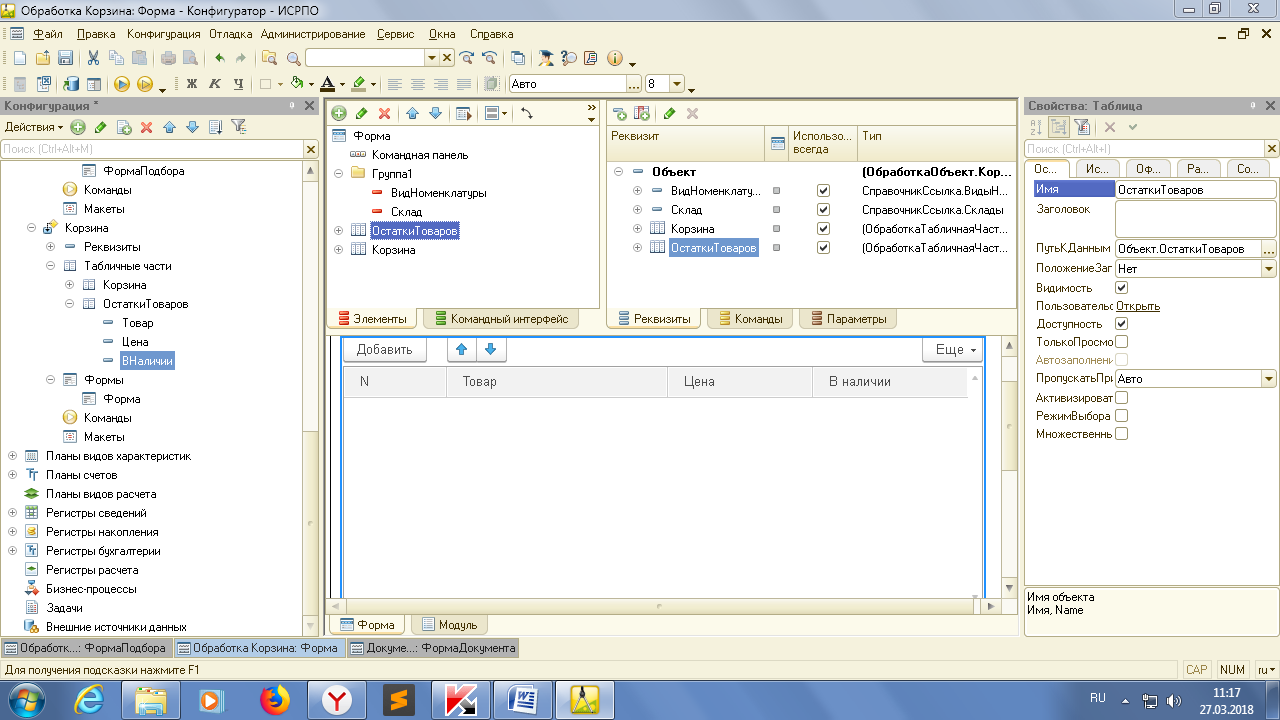 Обработка Корзина: Форма - Конфигуратор - ИСРПО
Файл Правка Конфигурация Отладка Администрирование Сервис Окна Справка
Ж К Ч Авто 8
Конфигурация *
Действия
Поиск (Ctrl+Alt+M)
ФормаПодбора
Команды
Макеты
Корзина
Реквизиты
Табличные части
Корзина
ОстаткиТоваров
Товар
Цена
ВНаличии
Формы
Форма
Команды
Макеты
Планы видов характеристик
Планы счетов
Планы видов расчета
Регистры сведений
Регистры накопления
Регистры бухгалтерии
Регистры расчета
Бизнес-процессы
Задачи
Внешние источники данных
Форма
Командная панель
Группа1
ВидНоменклатуры
Склад
ОстаткиТоваров
Корзина
Элементы Командный интерфейс
Реквизит Использо... всегда Тип
Объект (ОбработкаОбъект.Кор...
ВидНоменклату... СправочникСсылка.ВидыН...
Склад СправочникСсылка.Склады
Корзина (ОбработкаТабличнаяЧаст...
ОстаткиТоваров (ОбработкаТабличнаяЧаст...
Реквизиты Команды Параметры
Добавить Еще
N Товар Цена В наличии
Форма Модуль
Свойства: Таблица
Поиск (Ctrl+Alt+I)
Ос... Ис... Оф... Ра... Со...
Имя ОстаткиТоваров
Заголовок
ПутьКДанным Объект.ОстаткиТоваров ...
ПоложениеЗаг Нет
Видимость
Пользовательс Открыть
Доступность
ТолькоПросмо
Автозаполнени
ПропускатьПри Авто
Активизироват
РежимВыбора
Множественны
Имя объекта
Имя, Name
Обработк...: ФормаПодбора Обработка Корзина: Форма Докуме...: ФормаДокумента
Для получения подсказки нажмите F1 CAP NUM ru
RU 11:17
27.03.2018